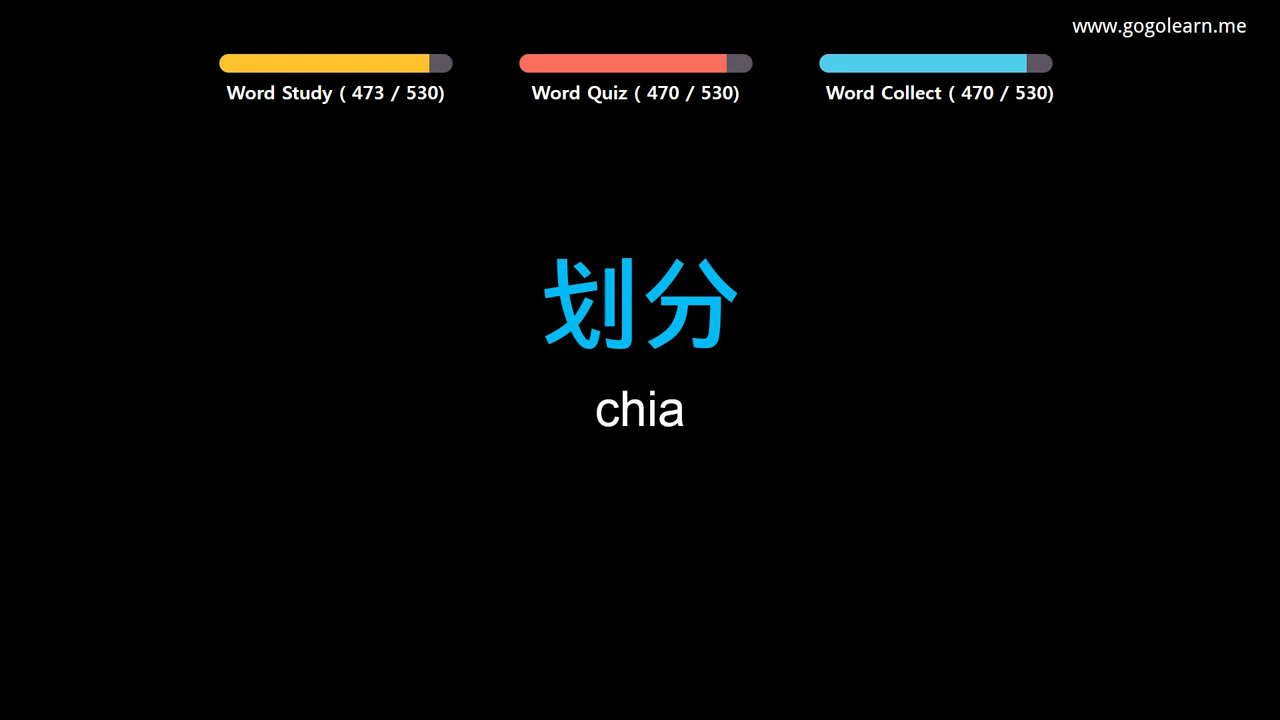 www.gogolearn.me
Word Study ( 473 / 530)
Word Quiz ( 470 / 530)
Word Collect ( 470 / 530)
划分
chia